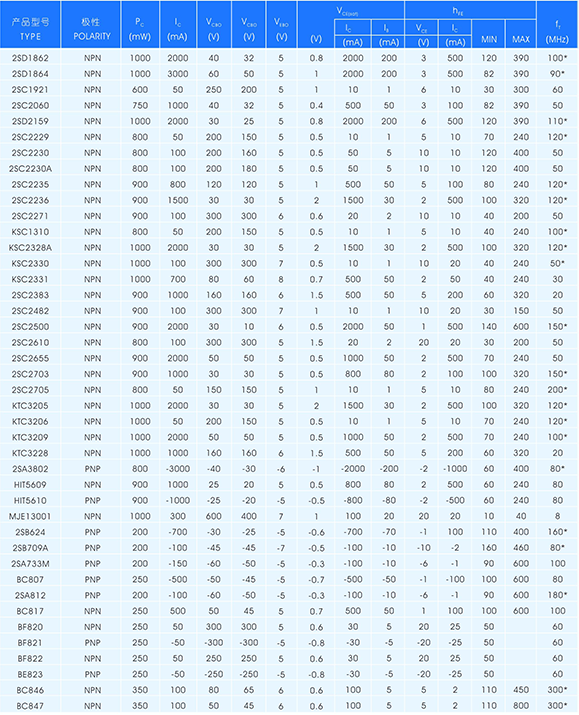 产品型号 极性 PC IC VCBO VCEO VEBO VCE(sat) hFE fT
TYPE POLARITY (mW) (mA) (V) (V) (V) (V) IC (mA) IB (mA) VCE (V) IC (mA) MIN MAX (MHz)
2SD1862 NPN 1000 2000 40 32 5 0.8 2000 200 3 500 120 390 100*
2SD1864 NPN 1000 3000 60 50 5 1 2000 200 3 500 82 390 90*
2SC1921 NPN 600 50 250 200 5 1 10 1 6 10 30 300 60
2SC2060 NPN 750 1000 40 32 5 0.4 500 50 3 100 82 390 50
2SD2159 NPN 1000 2000 30 25 5 0.8 2000 200 6 500 120 390 110*
2SC2229 NPN 800 50 200 150 5 0.5 10 1 5 10 70 240 120*
2SC2230 NPN 800 100 200 160 5 0.5 50 5 10 10 120 400 50
2SC2230A NPN 800 100 200 180 5 0.5 50 5 10 10 120 400 50
2SC2235 NPN 900 800 120 120 5 1 500 50 5 100 80 240 120*
2SC2236 NPN 900 1500 30 30 5 2 1500 30 2 500 100 320 120*
2SC2271 NPN 900 100 300 300 6 0.6 20 2 10 10 40 200 50
KSC1310 NPN 800 50 200 150 5 0.5 10 1 5 10 40 240 100*
KSC2328A NPN 1000 2000 30 30 5 2 1500 30 2 500 100 320 120*
KSC2330 NPN 1000 100 300 300 7 0.5 10 1 10 20 40 240 50*
KSC2331 NPN 1000 700 80 60 8 0.7 500 50 2 50 40 240 30
2SC2383 NPN 900 1000 160 160 6 1.5 500 50 5 200 60 320 20
2SC2482 NPN 900 100 300 300 7 1 10 1 10 20 30 150 50
2SC2500 NPN 900 2000 30 10 6 0.5 2000 50 1 500 140 600 150*
2SC2610 NPN 800 100 300 300 5 1.5 20 2 20 20 30 200 50
2SC2655 NPN 900 2000 50 50 5 0.5 1000 50 2 500 70 240 50
2SC2703 NPN 900 1000 30 30 5 0.5 800 80 2 100 100 320 150*
2SC2705 NPN 800 50 150 150 5 1 10 1 5 10 80 240 200*
KTC3205 NPN 1000 2000 30 30 5 2 1500 30 2 500 100 320 120*
KTC3206 NPN 1000 50 200 150 5 0.5 10 1 5 10 70 240 120*
KTC3209 NPN 1000 2000 50 50 5 0.5 1000 50 2 500 70 240 100*
KTC3228 NPN 1000 1000 160 160 6 1.5 500 50 5 200 60 320 20
2SA3802 PNP 800 -3000 -40 -30 -6 -1 -2000 -200 -2 -1000 60 400 80*
HIT5609 NPN 900 1000 25 20 5 0.5 800 80 2 500 60 240 80
HIT5610 PNP 900 -1000 -25 -20 -5 -0.5 -800 -80 -2 -500 60 240 80
MJE13001 NPN 1000 300 600 400 7 1 100 20 20 20 10 40 8
2SB624 PNP 200 -700 -30 -25 -5 -0.6 -700 -70 -1 100 110 400 160*
2SB709A PNP 200 -100 -45 -45 -7 -0.5 -100 -10 -10 -2 160 460 80*
2SA733M PNP 200 -150 -60 -50 -5 -0.3 -100 -10 -6 -1 90 600 100
BC807 PNP 250 -500 -50 -45 -5 -0.7 -500 -50 -1 -100 100 600 80
2SA812 PNP 200 -100 -60 -50 -5 -0.3 -100 -10 -6 -1 90 600 180*
BC817 NPN 250 500 50 45 5 0.7 500 50 1 100 100 600 100
BF820 NPN 250 50 300 300 5 0.6 30 5 20 25 50 60
BF821 PNP 250 -50 -300 -300 -5 -0.8 -30 -5 -20 -25 50 60
BF822 NPN 250 50 250 250 5 0.6 30 5 20 25 50 60
BE823 PNP 250 -50 -250 -250 -5 -0.8 -30 -5 -20 -25 50 60
BC846 NPN 350 100 80 65 6 0.6 100 5 5 2 110 450 300*
BC847 NPN 350 100 50 45 6 0.6 100 5 5 2 110 800 300*